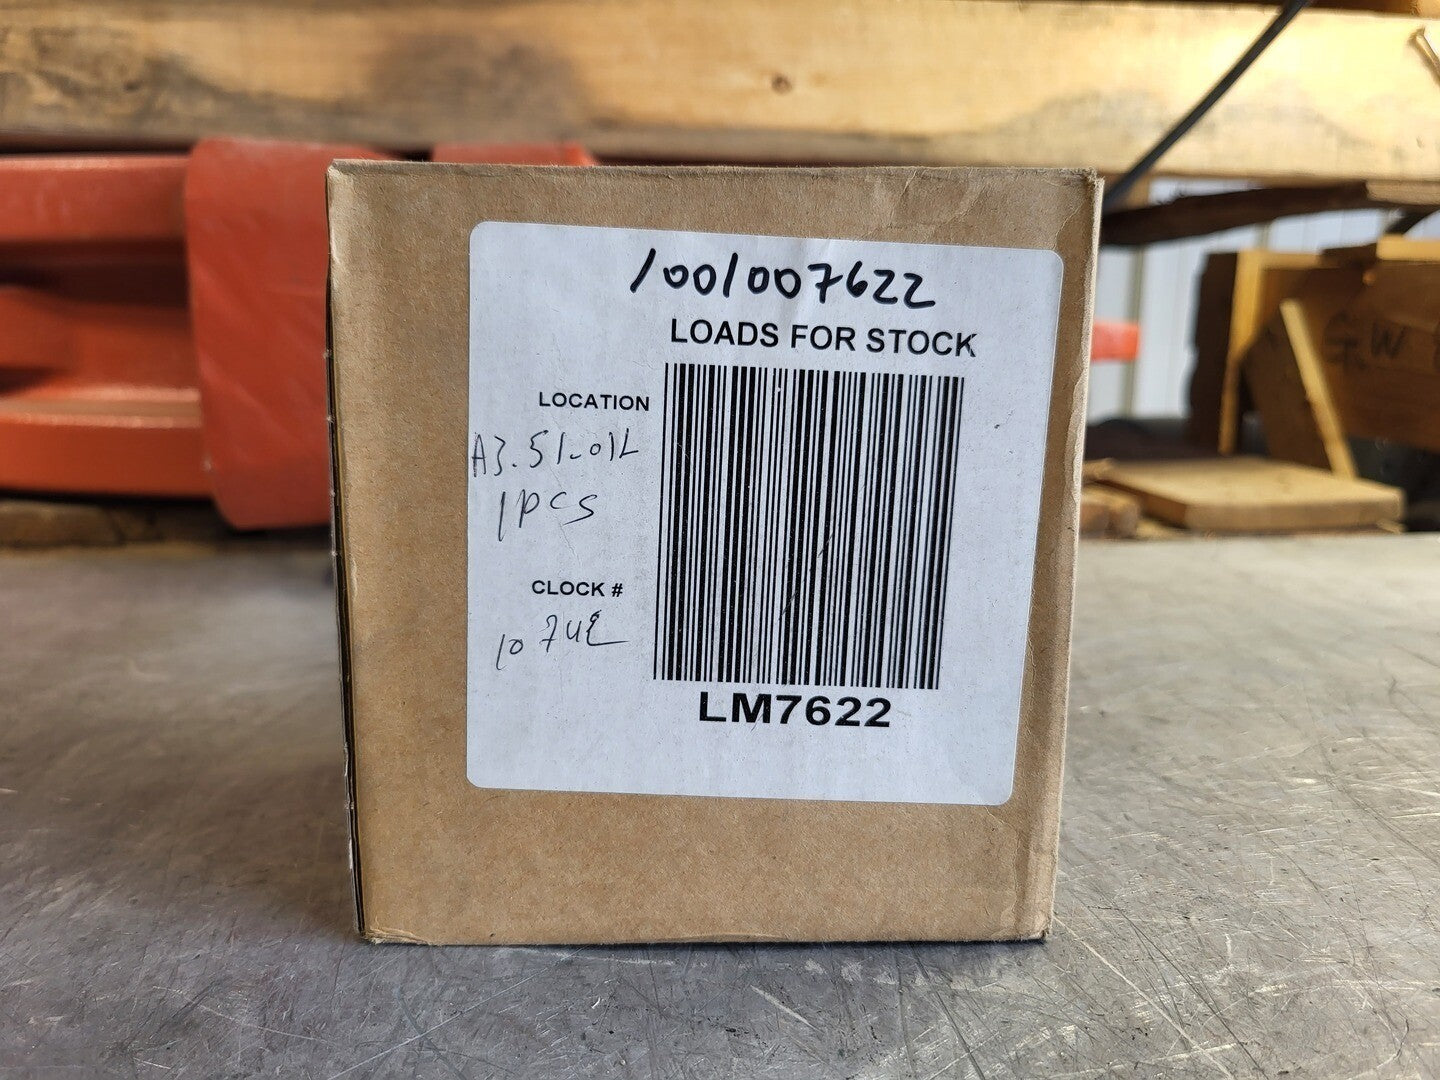 1001007622
LOADS FOR STOCK
LOCATION
A3.51-01L
1pcs
CLOCK #
LM7622
G.W